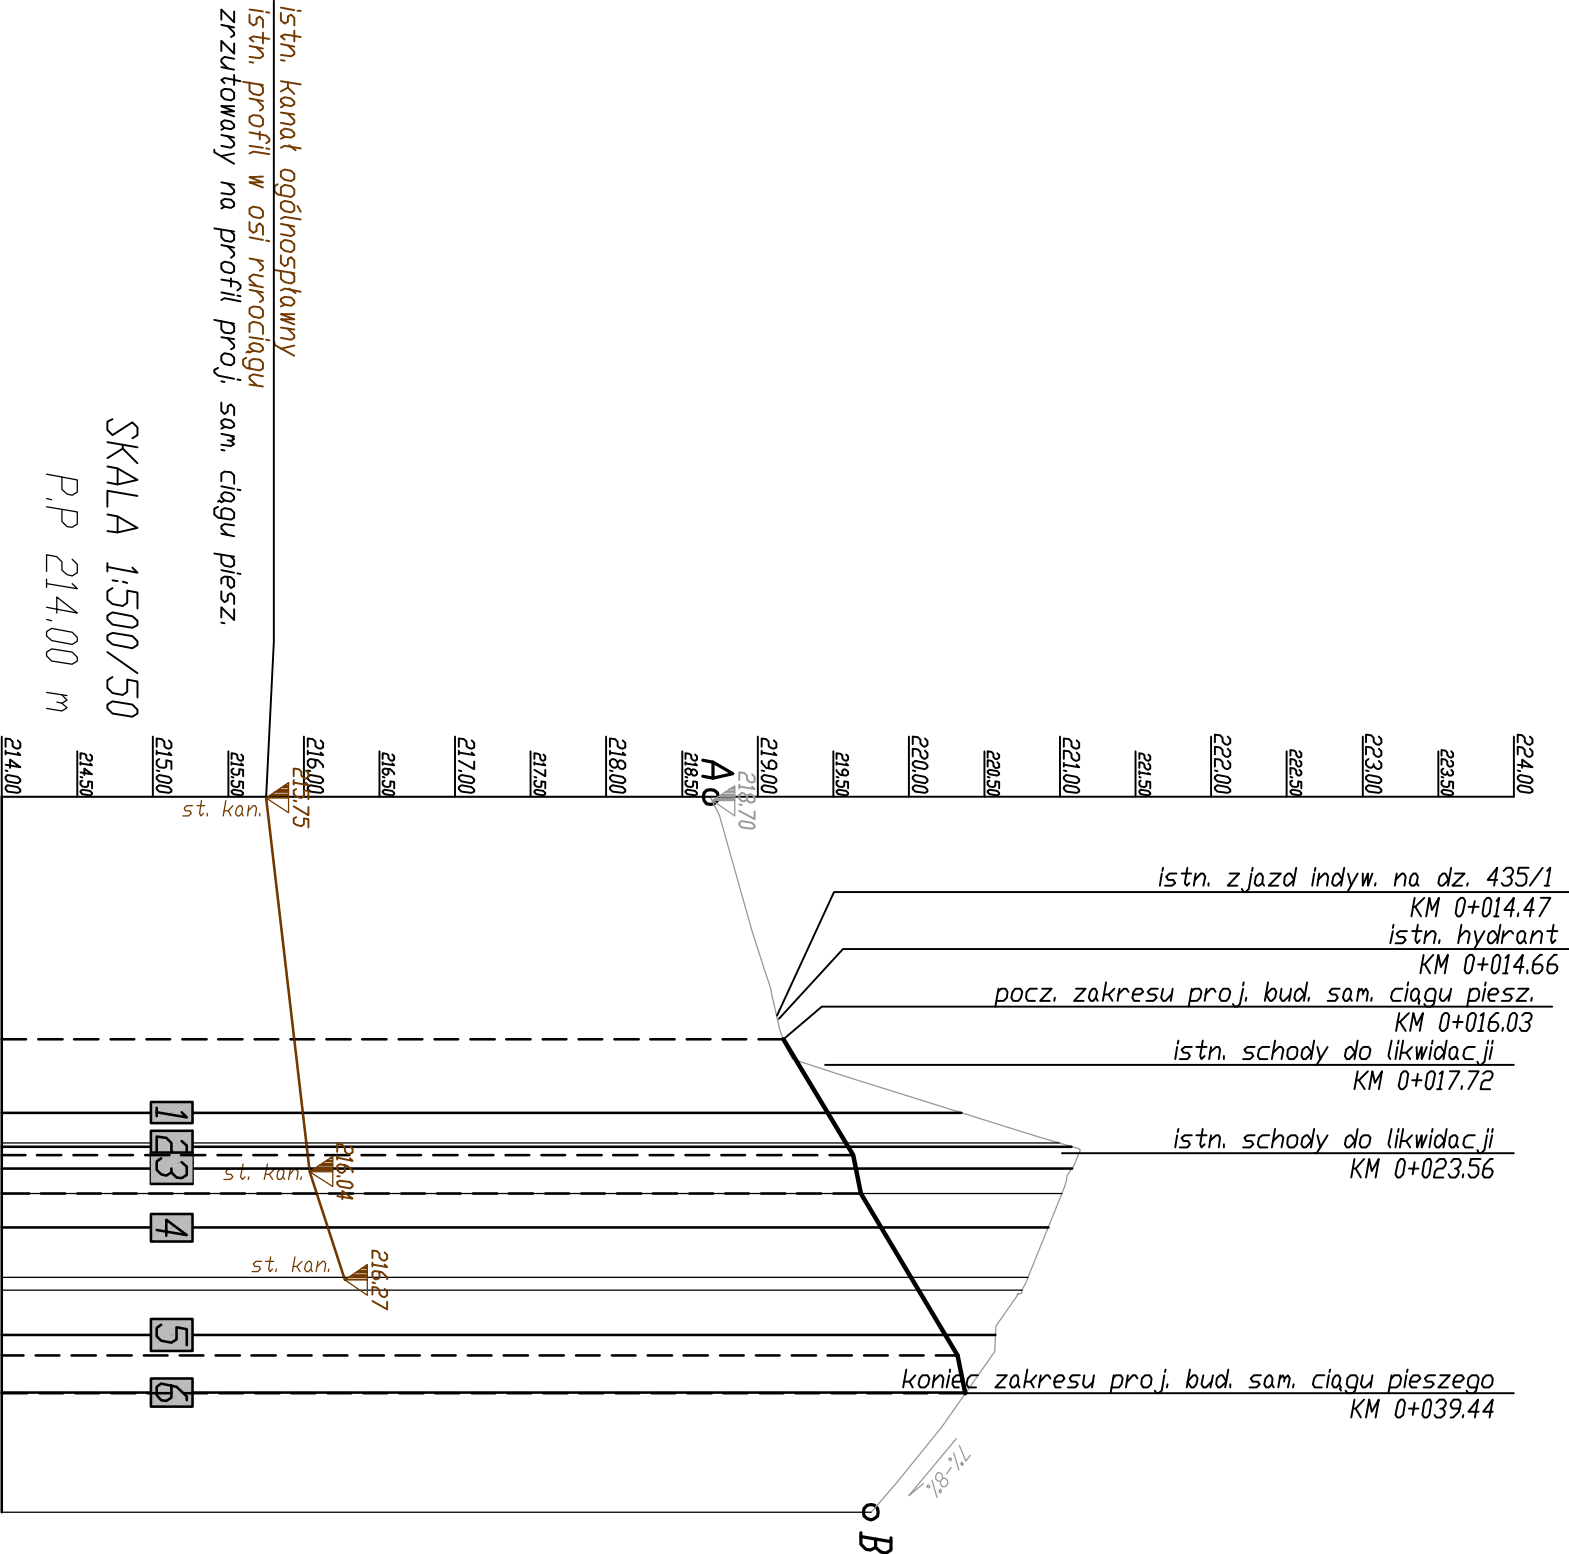 istn. kanał ogólnospławny
istn. profil w osi rurociągu
zrzutowany na profil proj. sam. ciągu piesz.
SKALA 1:500/50
P.P 214.00 m
224.00
223.50
223.00
222.50
222.00
221.50
221.00
220.50
220.00
219.50
219.00
218.50
218.00
217.50
217.00
216.50
216.00
215.50
215.00
214.50
214.00
A
218.70
215.75
st. kan.
istn. zjazd indyw. na dz. 435/1
KM 0+014.47
istn. hydrant
KM 0+014.66
pocz. zakresu proj. bud. sam. ciągu piesz.
KM 0+016.03
istn. schody do likwidacji
KM 0+017.72
istn. schody do likwidacji
KM 0+023.56
1
2
3
4
5
6
216.04
st. kan.
216.27
st. kan.
koniec zakresu proj. bud. sam. ciągu pieszego
KM 0+039.44
7%-8%
B